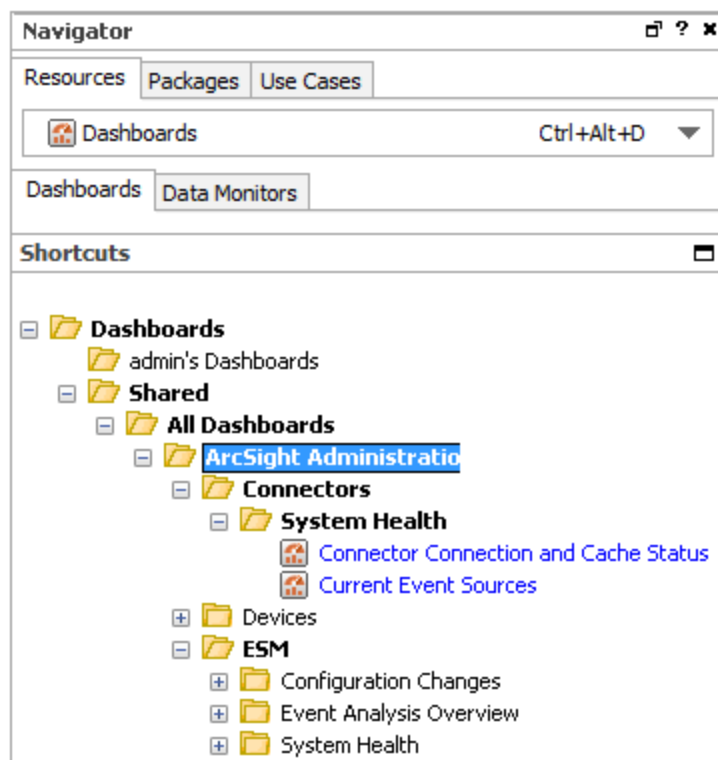 Navigator
Resources Packages Use Cases
Dashboards Ctrl+Alt+D
Dashboards Data Monitors
Shortcuts
Dashboards
admin's Dashboards
Shared
All Dashboards
ArcSight Administratio
Connectors
System Health
Connector Connection and Cache Status
Current Event Sources
Devices
ESM
Configuration Changes
Event Analysis Overview
System Health